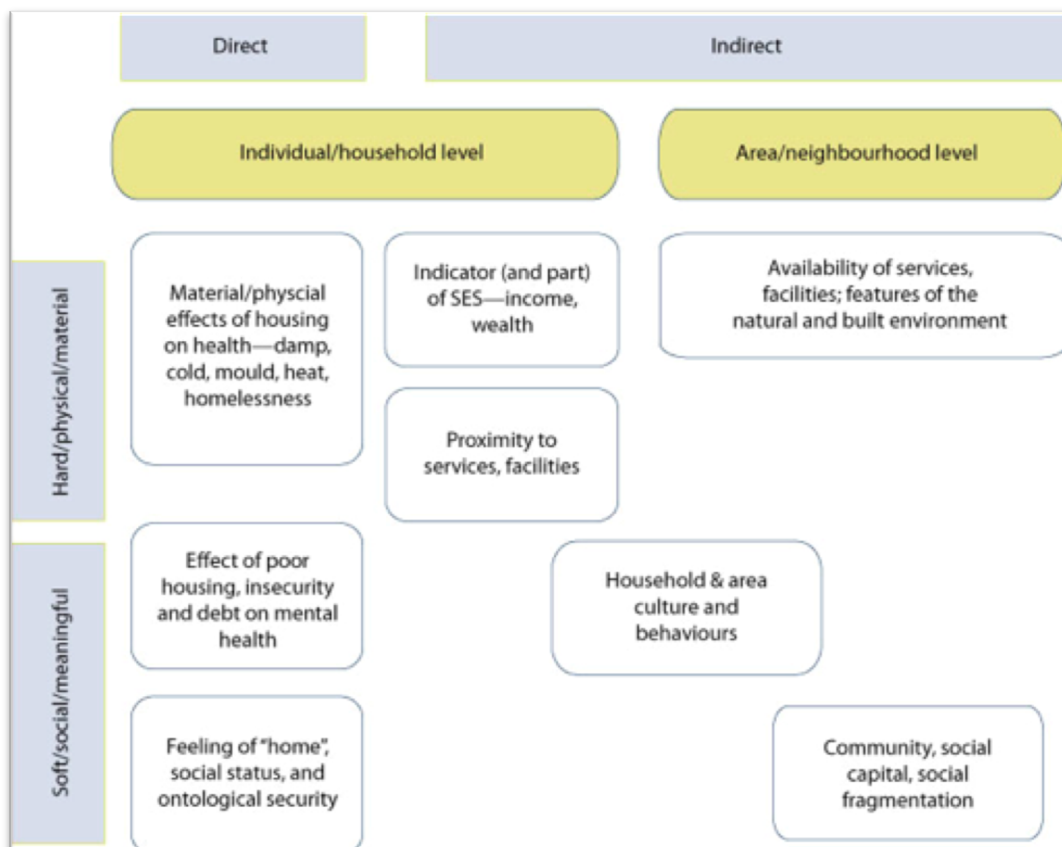 Direct
Indirect
Individual/household level
Area/neighbourhood level
Hard/physical/material
Material/physcial
effects of housing
on health—damp,
cold, mould, heat,
homelessness
Indicator (and part)
of SES—income,
wealth
Availability of services,
facilities; features of the
natural and built environment
Proximity to
services, facilities
Soft/social/meaningful
Effect of poor
housing, insecurity
and debt on mental
health
Household & area
culture and
behaviours
Feeling of “home”,
social status, and
ontological security
Community, social
capital, social
fragmentation